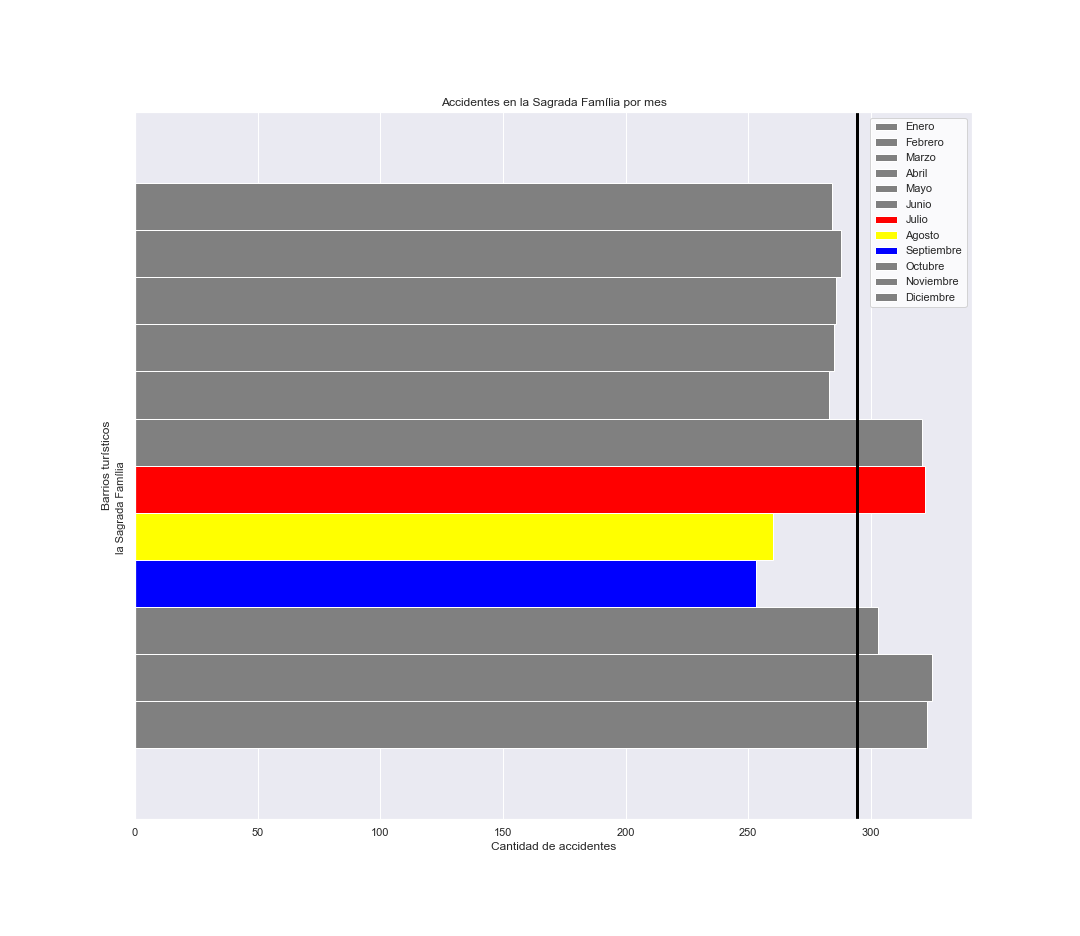 Accidentes en la Sagrada Família por mes
Enero
Febrero
Marzo
Abril
Mayo
Junio
Julio
Agosto
Septiembre
Octubre
Noviembre
Diciembre
Barrios turísticos
la Sagrada Família
0 50 100 150 200 250 300
Cantidad de accidentes